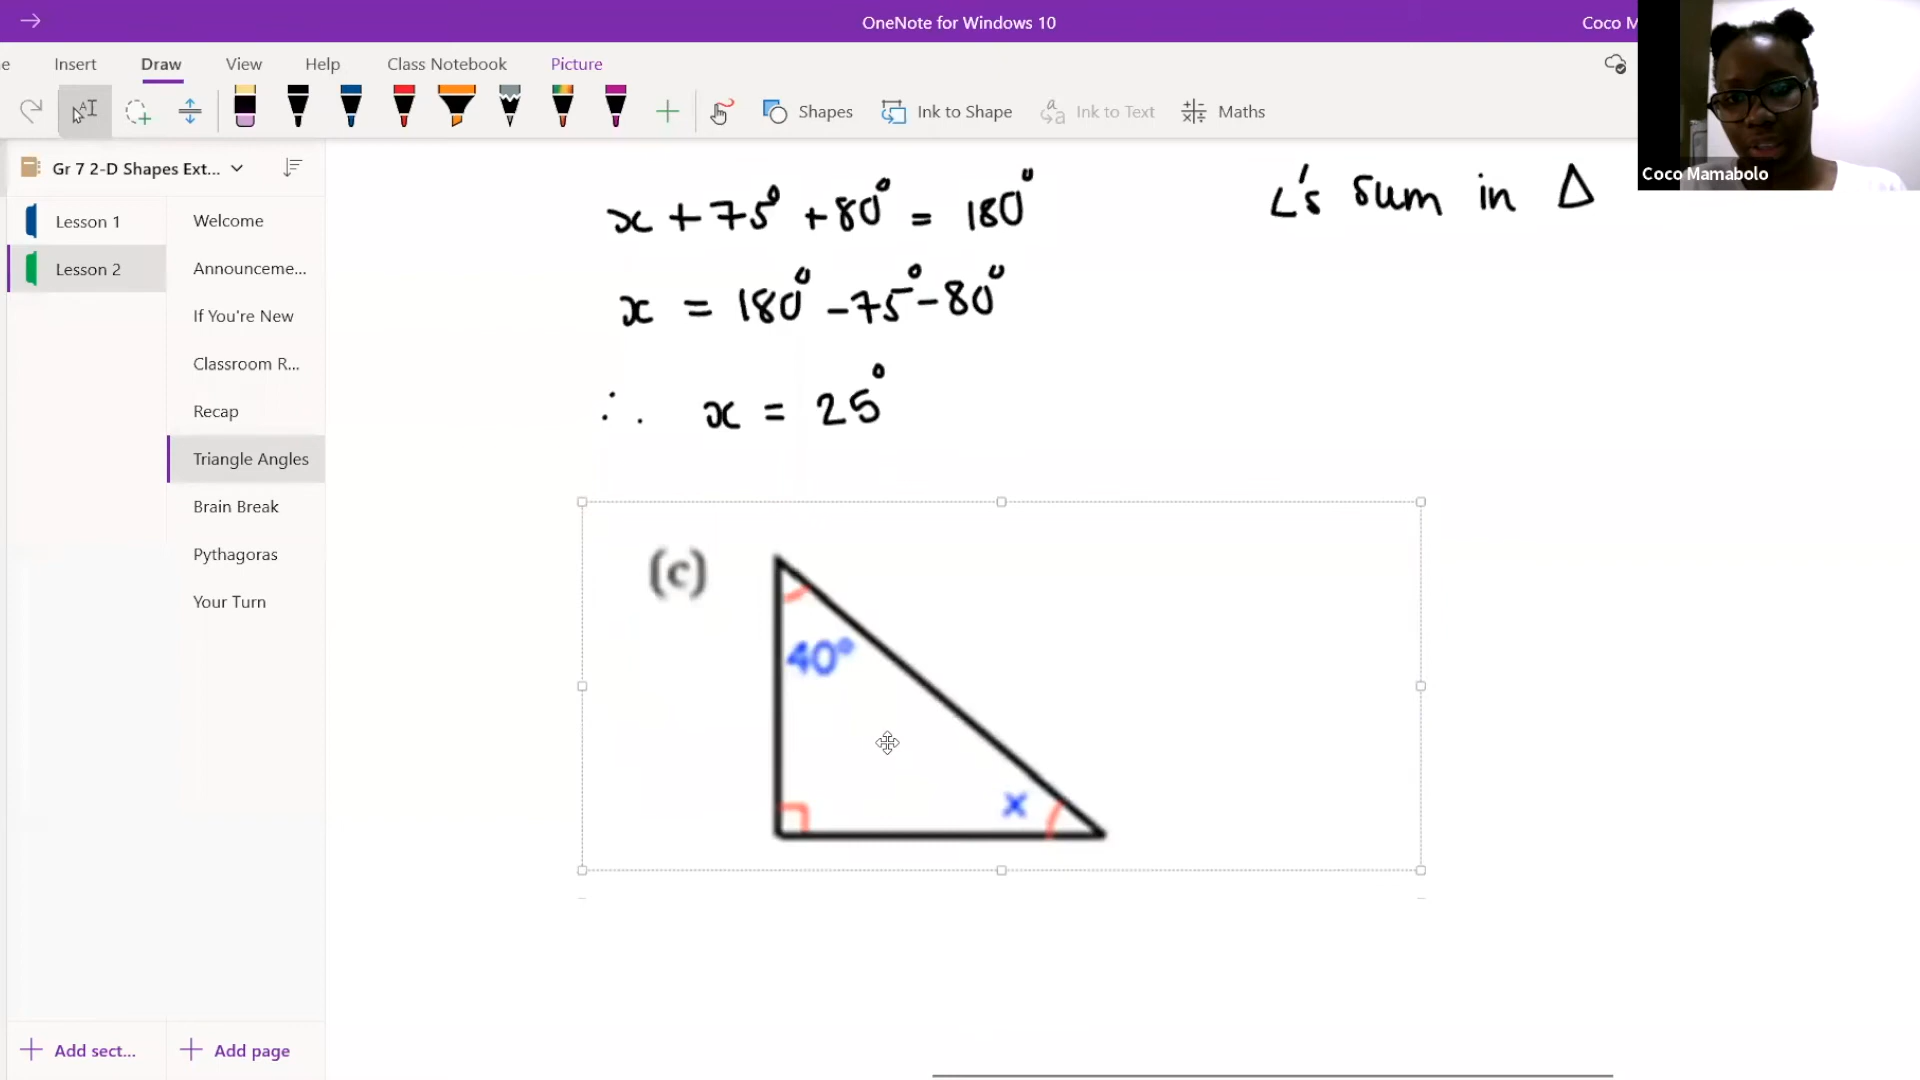 OneNote for Windows 10
Coco M
e Insert Draw View Help Class Notebook Picture
Shapes Ink to Shape Ink to Text Maths
Coco Mamabolo
Gr 7 2-D Shapes Ext...
Lesson 1
Lesson 2
Welcome
Announceme...
If You're New
Classroom R...
Recap
Triangle Angles
Brain Break
Pythagoras
Your Turn
x + 75° + 80° = 180° ∠'s sum in Δ
x = 180° - 75° - 80°
∴ x = 25°
(c)
40°
x
Add sect...
Add page